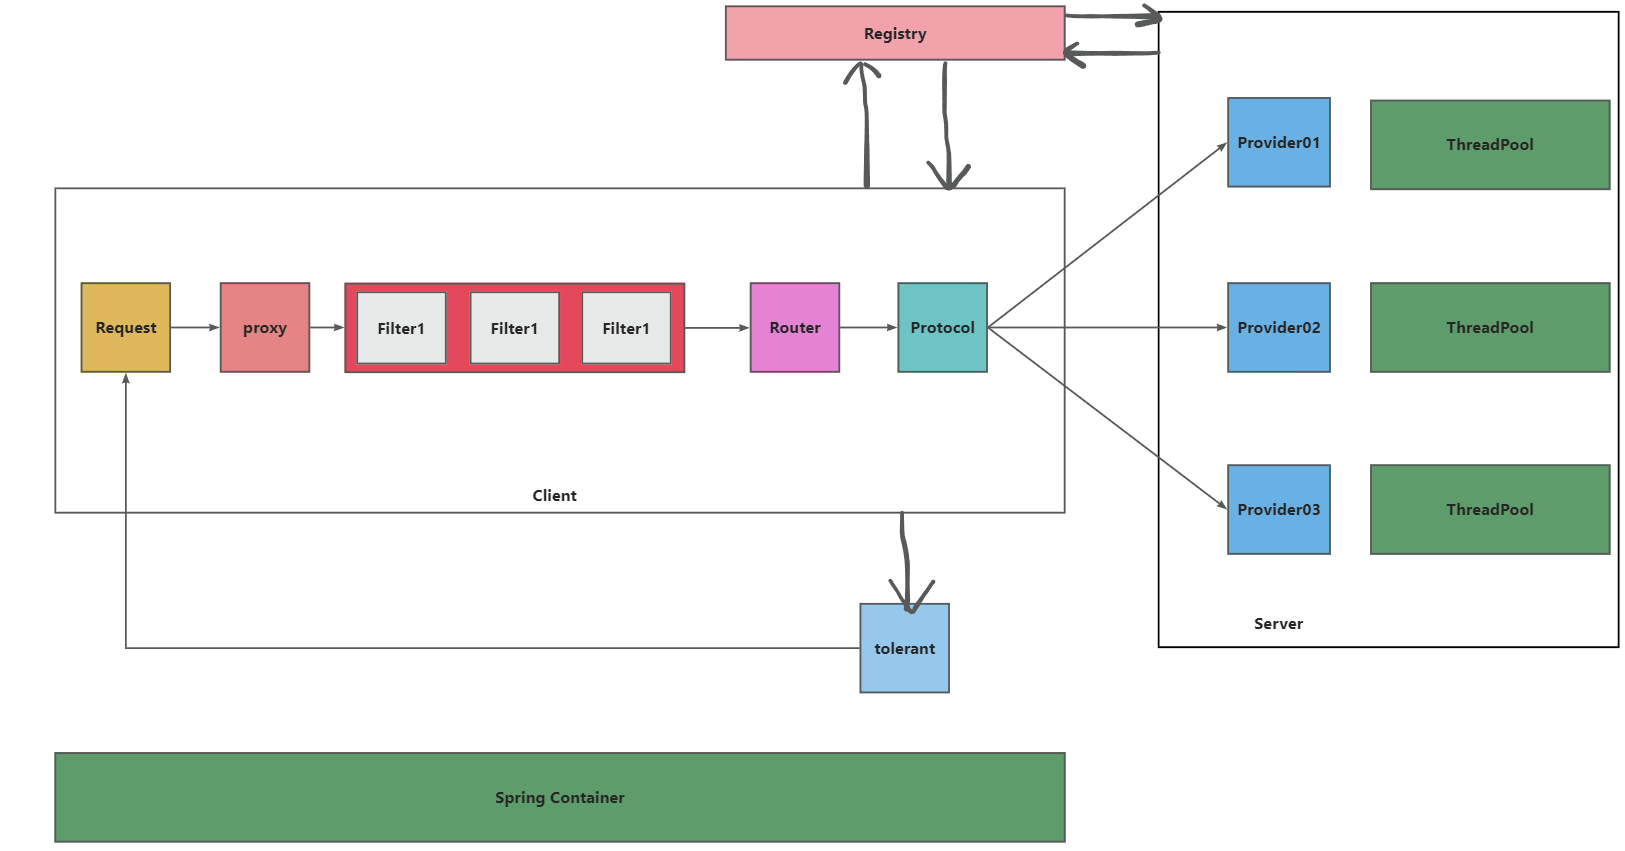 Registry
Provider01
ThreadPool
Request
proxy
Filter1
Filter1
Filter1
Router
Protocol
Provider02
ThreadPool
Client
Provider03
ThreadPool
Server
tolerant
Spring Container